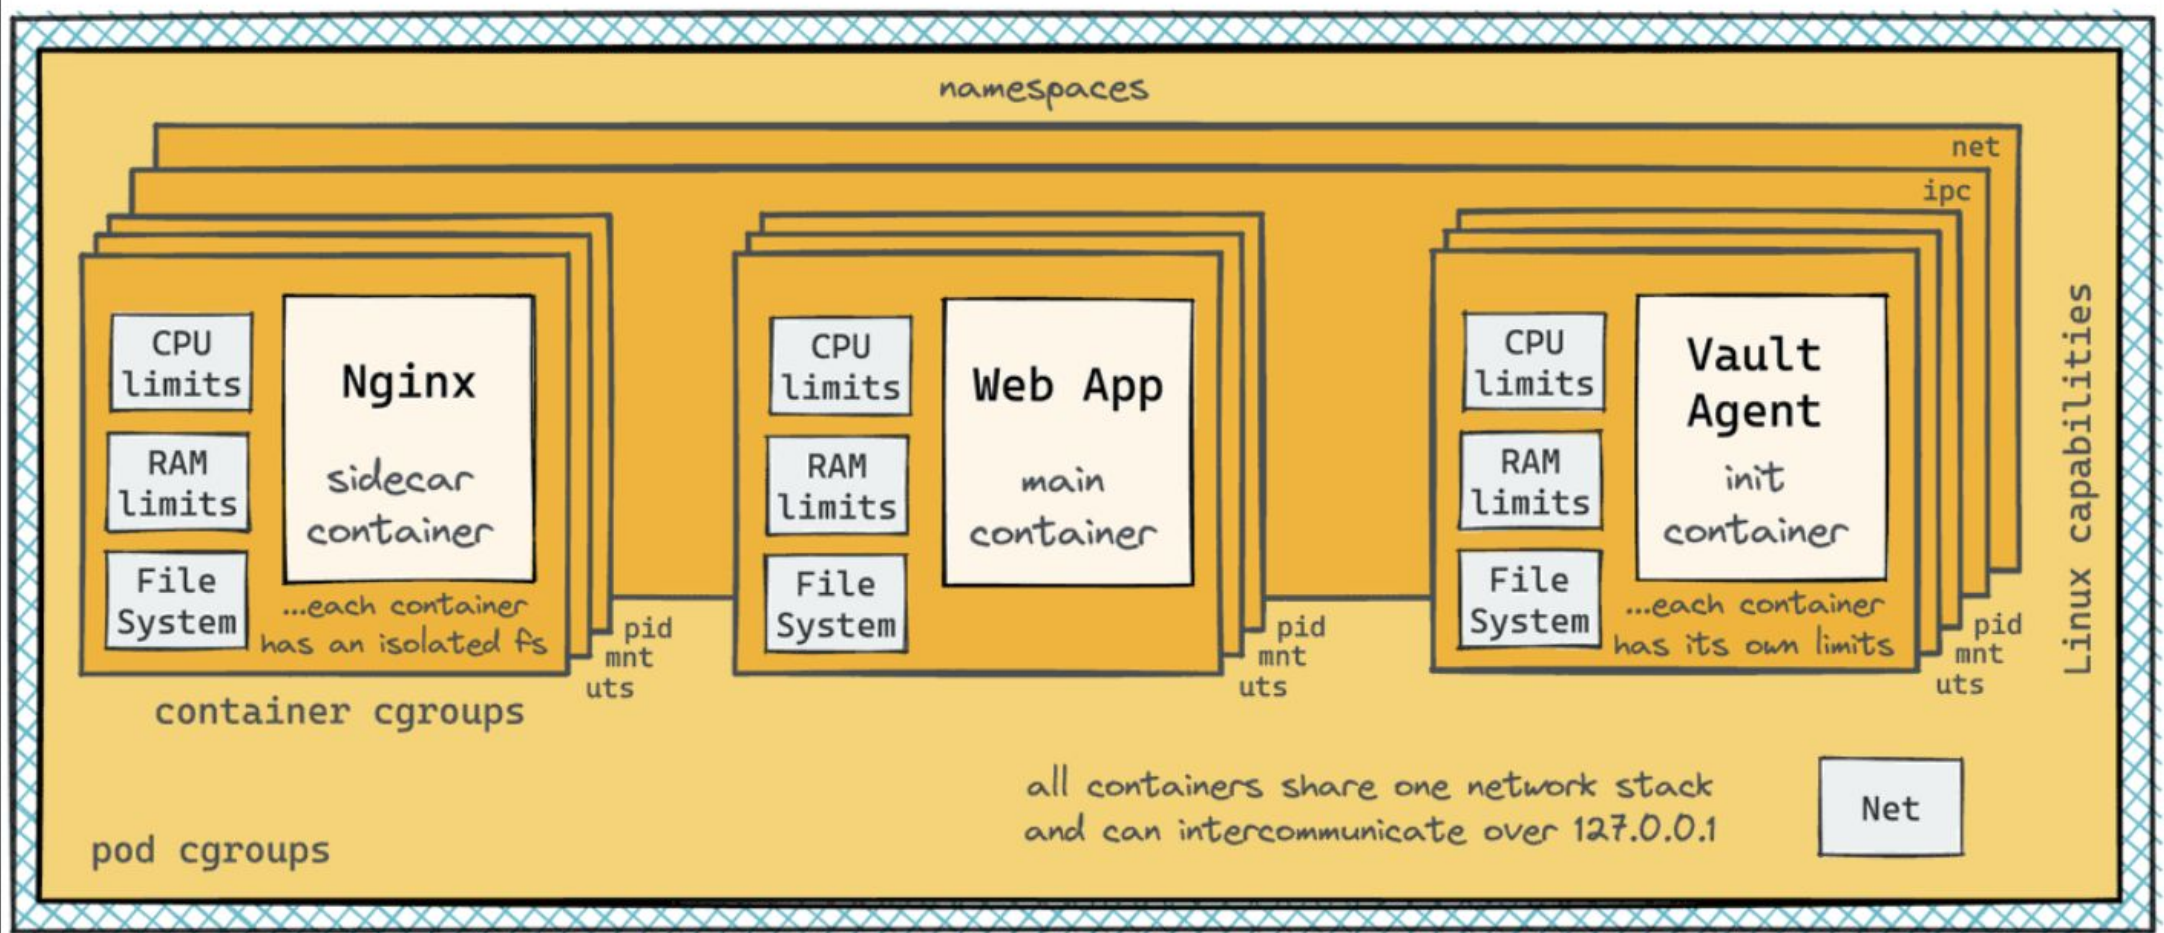 namespaces
net
ipc
CPU
limits
RAM
limits
File
System
Nginx
sidecar
container
...each container
has an isolated fs
pid
mnt
uts
container cgroups
CPU
limits
RAM
limits
File
System
Web App
main
container
pid
mnt
uts
CPU
limits
RAM
limits
File
System
Vault
Agent
init
container
...each container
has its own limits
pid
mnt
uts
Linux capabilities
all containers share one network stack
and can intercommunicate over 127.0.0.1
Net
pod cgroups